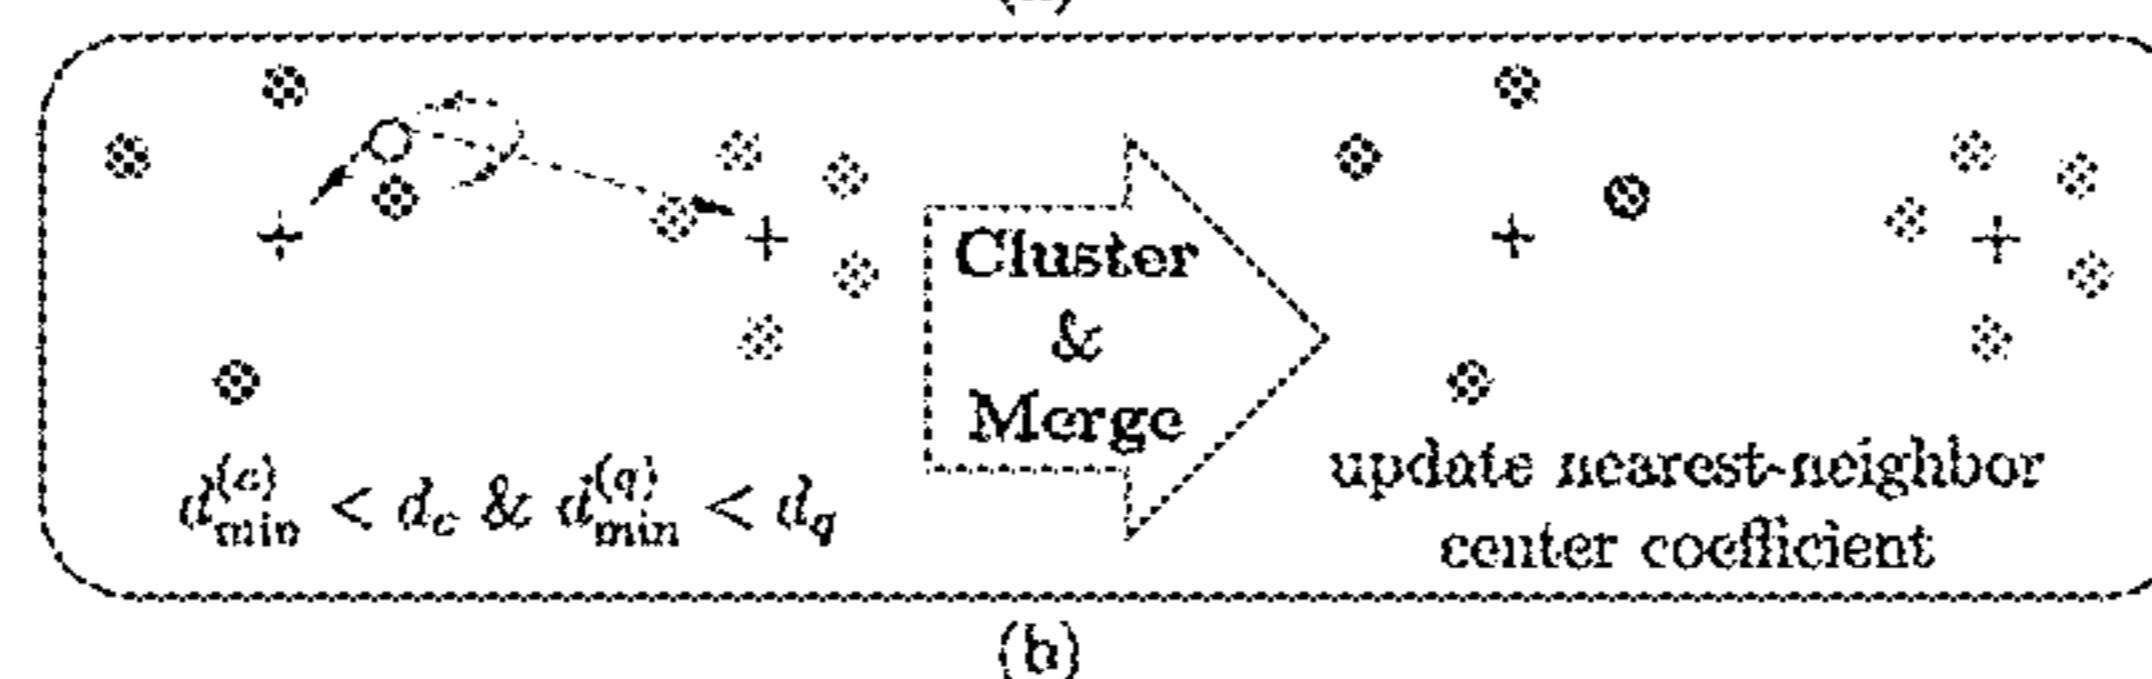 Cluster
&
Merge
d_min^(c) < d_c & d_min^(q) < d_q
update nearest-neighbor
center coefficient
(b)